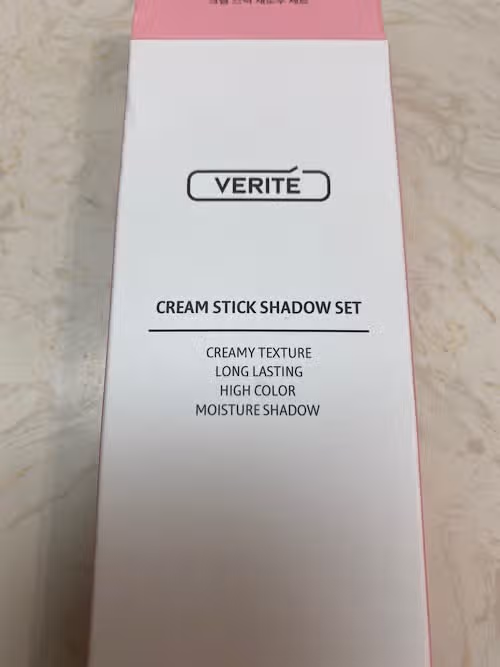 VERITÉ
CREAM STICK SHADOW SET
CREAMY TEXTURE
LONG LASTING
HIGH COLOR
MOISTURE SHADOW